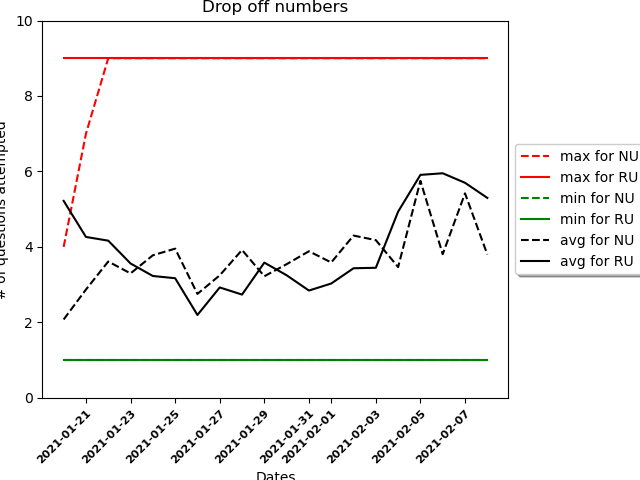 Drop off numbers
# of questions attempted
10
8
6
4
2
0
2021-01-21
2021-01-23
2021-01-25
2021-01-27
2021-01-29
2021-01-31
2021-02-01
2021-02-03
2021-02-05
2021-02-07
Dates
max for NU
max for RU
min for NU
min for RU
avg for NU
avg for RU